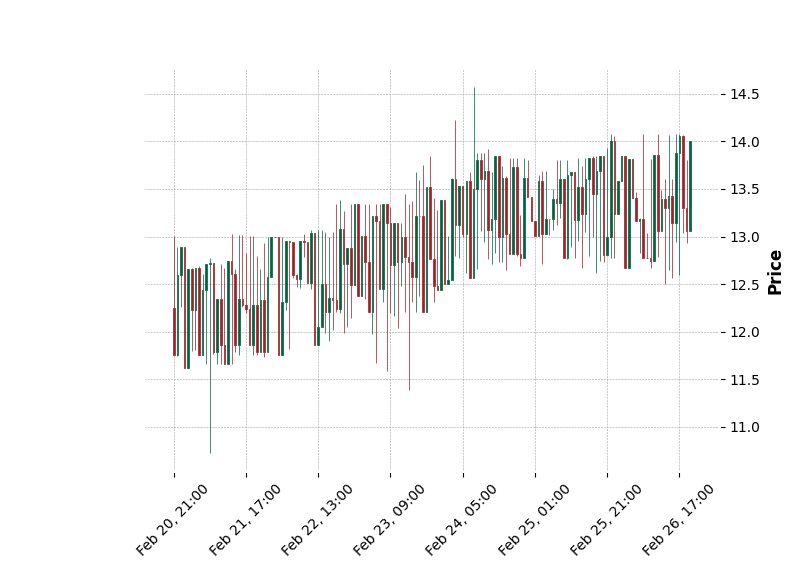 14.5
14.0
13.5
13.0
12.5
12.0
11.5
11.0
Price
Feb 20, 21:00
Feb 21, 17:00
Feb 22, 13:00
Feb 23, 09:00
Feb 24, 05:00
Feb 25, 01:00
Feb 25, 21:00
Feb 26, 17:00